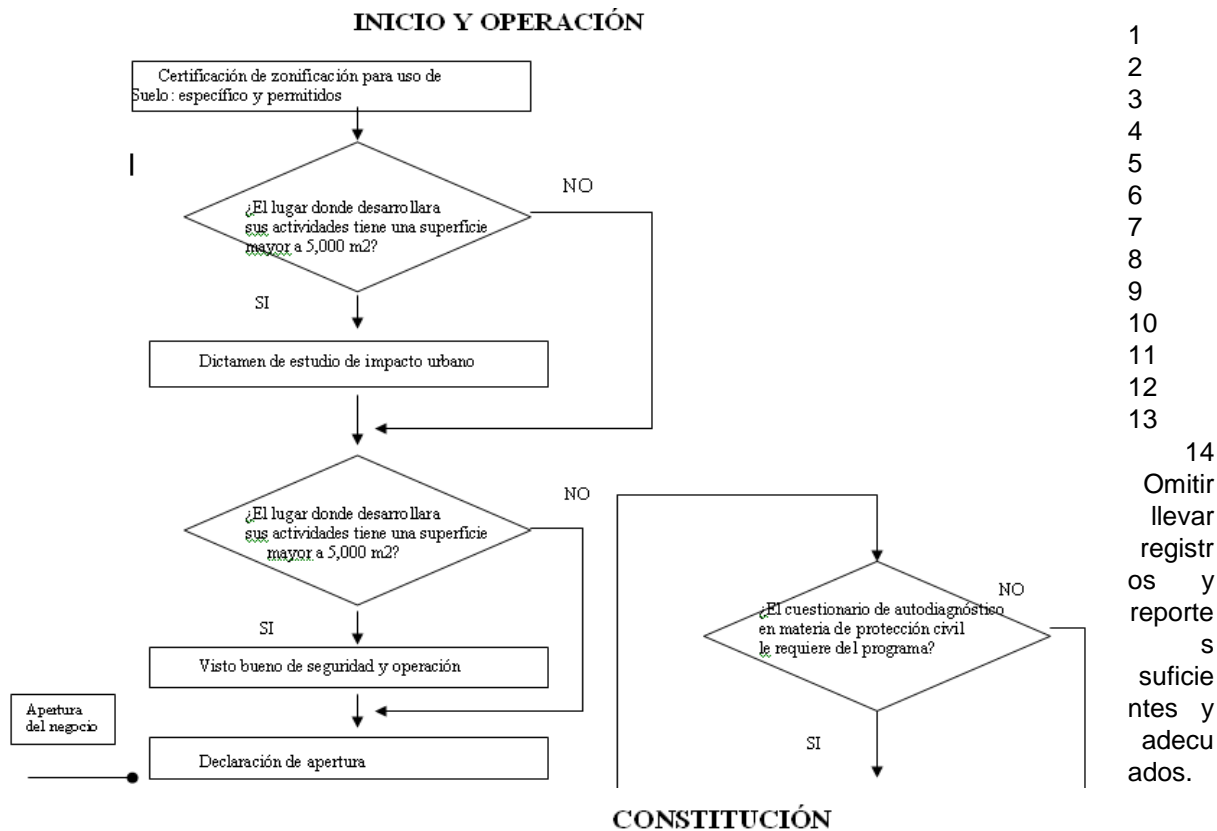 INICIO Y OPERACIÓN
Certificación de zonificación para uso de
Suelo: específico y permitidos
¿El lugar donde desarrollara
sus actividades tiene una superficie
mayor a 5,000 m2?
NO
SI
Dictamen de estudio de impacto urbano
¿El lugar donde desarrollara
sus actividades tiene una superficie
mayor a 5,000 m2?
NO
SI
Visto bueno de seguridad y operación
Apertura
del negocio
Declaración de apertura
¿El cuestionario de autodiagnóstico
en materia de protección civil
le requiere del programa?
NO
SI
CONSTITUCIÓN
1
2
3
4
5
6
7
8
9
10
11
12
13
14
Omitir
llevar
registr
os y
reporte
s
suficie
ntes y
adecu
ados.